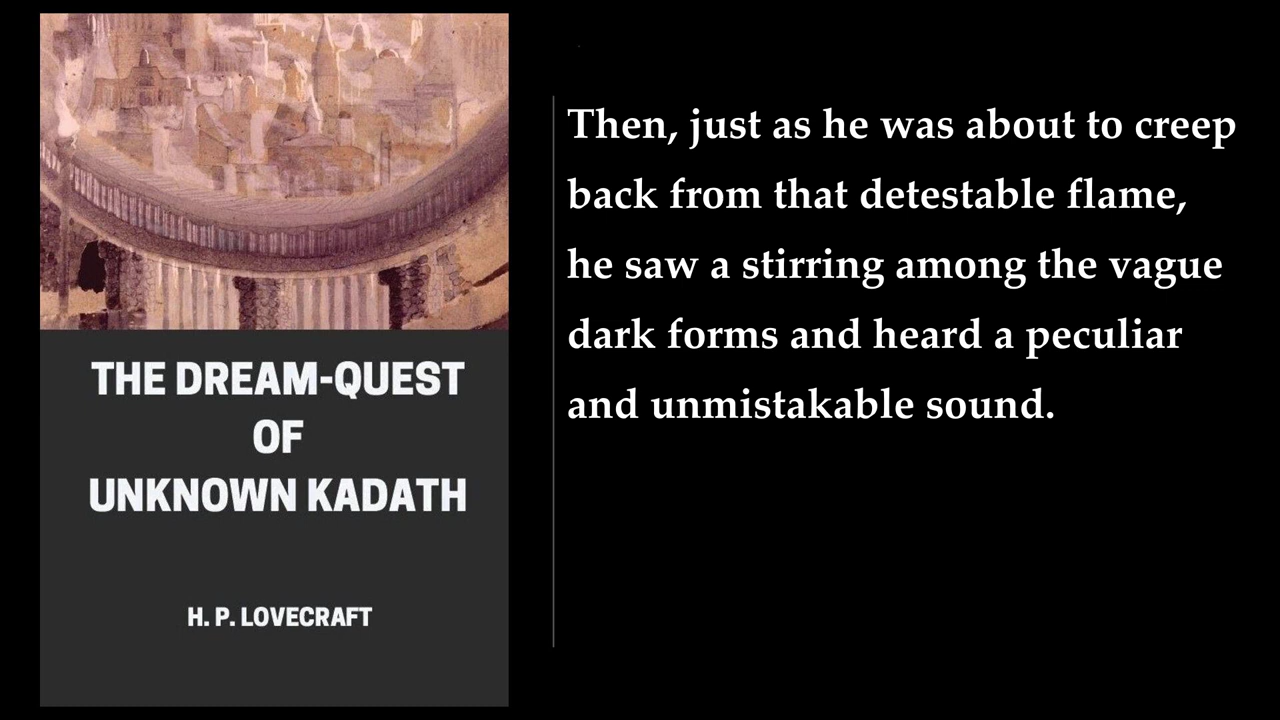 THE DREAM-QUEST
OF
UNKNOWN KADATH
H. P. LOVECRAFT
Then, just as he was about to creep
back from that detestable flame,
he saw a stirring among the vague
dark forms and heard a peculiar
and unmistakable sound.